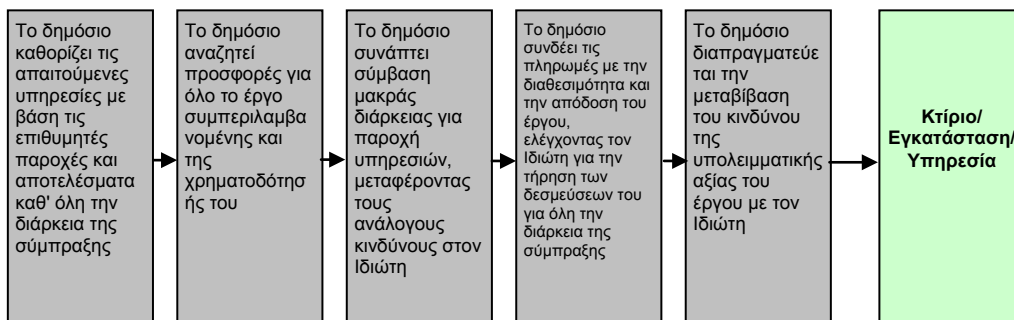 Το δημόσιο
καθορίζει τις
απαιτούμενες
υπηρεσίες με
βάση τις
επιθυμητές
παροχές και
αποτελέσματα
καθ' όλη την
διάρκεια της
σύμπραξης
Το δημόσιο
αναζητεί
προσφορές για
όλο το έργο
συμπεριλαμβα
νομένης και
της
χρηματοδότησ
ής του
Το δημόσιο
συνάπτει
σύμβαση
μακράς
διάρκειας για
παροχή
υπηρεσιών,
μεταφέροντας
τους
ανάλογους
κινδύνους στον
Ιδιώτη
Το δημόσιο
συνδέει τις
πληρωμές με την
διαθεσιμότητα και
την απόδοση του
έργου,
ελέγχοντας τον
Ιδιώτη για την
τήρηση των
δεσμεύσεων του
για όλη την
διάρκεια της
σύμπραξης
Το δημόσιο
διαπραγματεύε
ται την
μεταβίβαση
του κινδύνου
της
υπολειμματικής
αξίας του
έργου με τον
Ιδιώτη
Κτίριο/
Εγκατάσταση/
Υπηρεσία